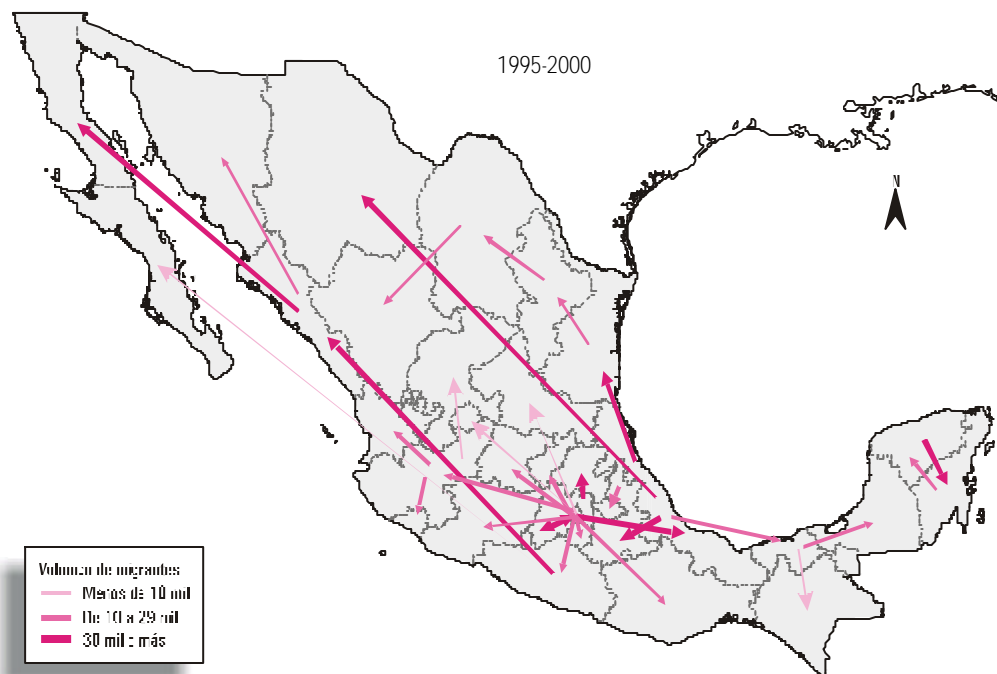 1995-2000
N
Volumen de migrantes
Menos de 10 mil
De 10 a 29 mil
30 mil o más